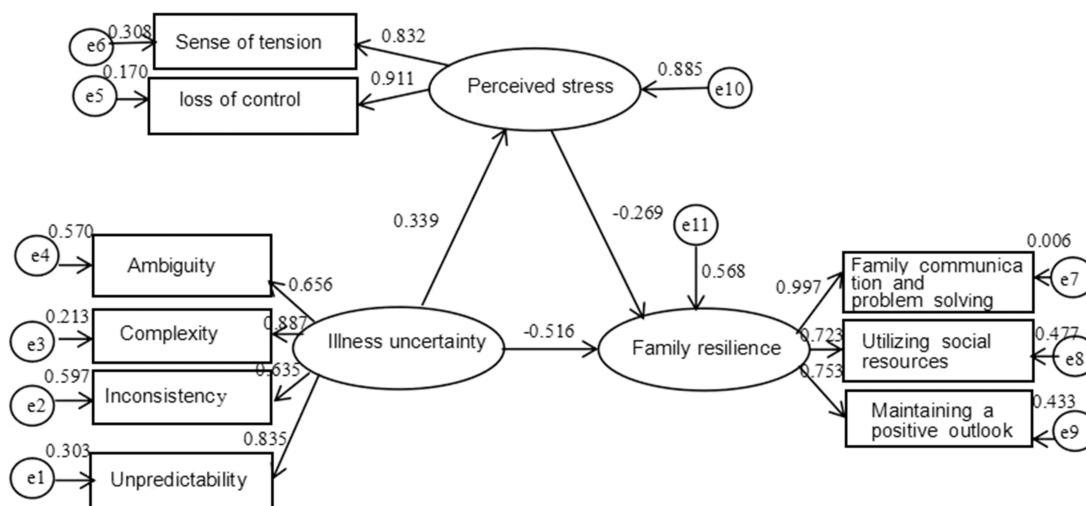 0.308
e6
Sense of tension
0.832
0.170
e5
loss of control
0.911
Perceived stress
0.885
e10
0.339
-0.269
e11
0.568
0.570
e4
Ambiguity
0.656
0.213
e3
Complexity
0.887
0.597
e2
Inconsistency
0.635
0.303
e1
Unpredictability
0.835
Illness uncertainty
-0.516
Family resilience
0.997
Family communica
tion and
problem solving
0.006
e7
0.723
Utilizing social
resources
0.477
e8
0.753
Maintaining a
positive outlook
0.433
e9